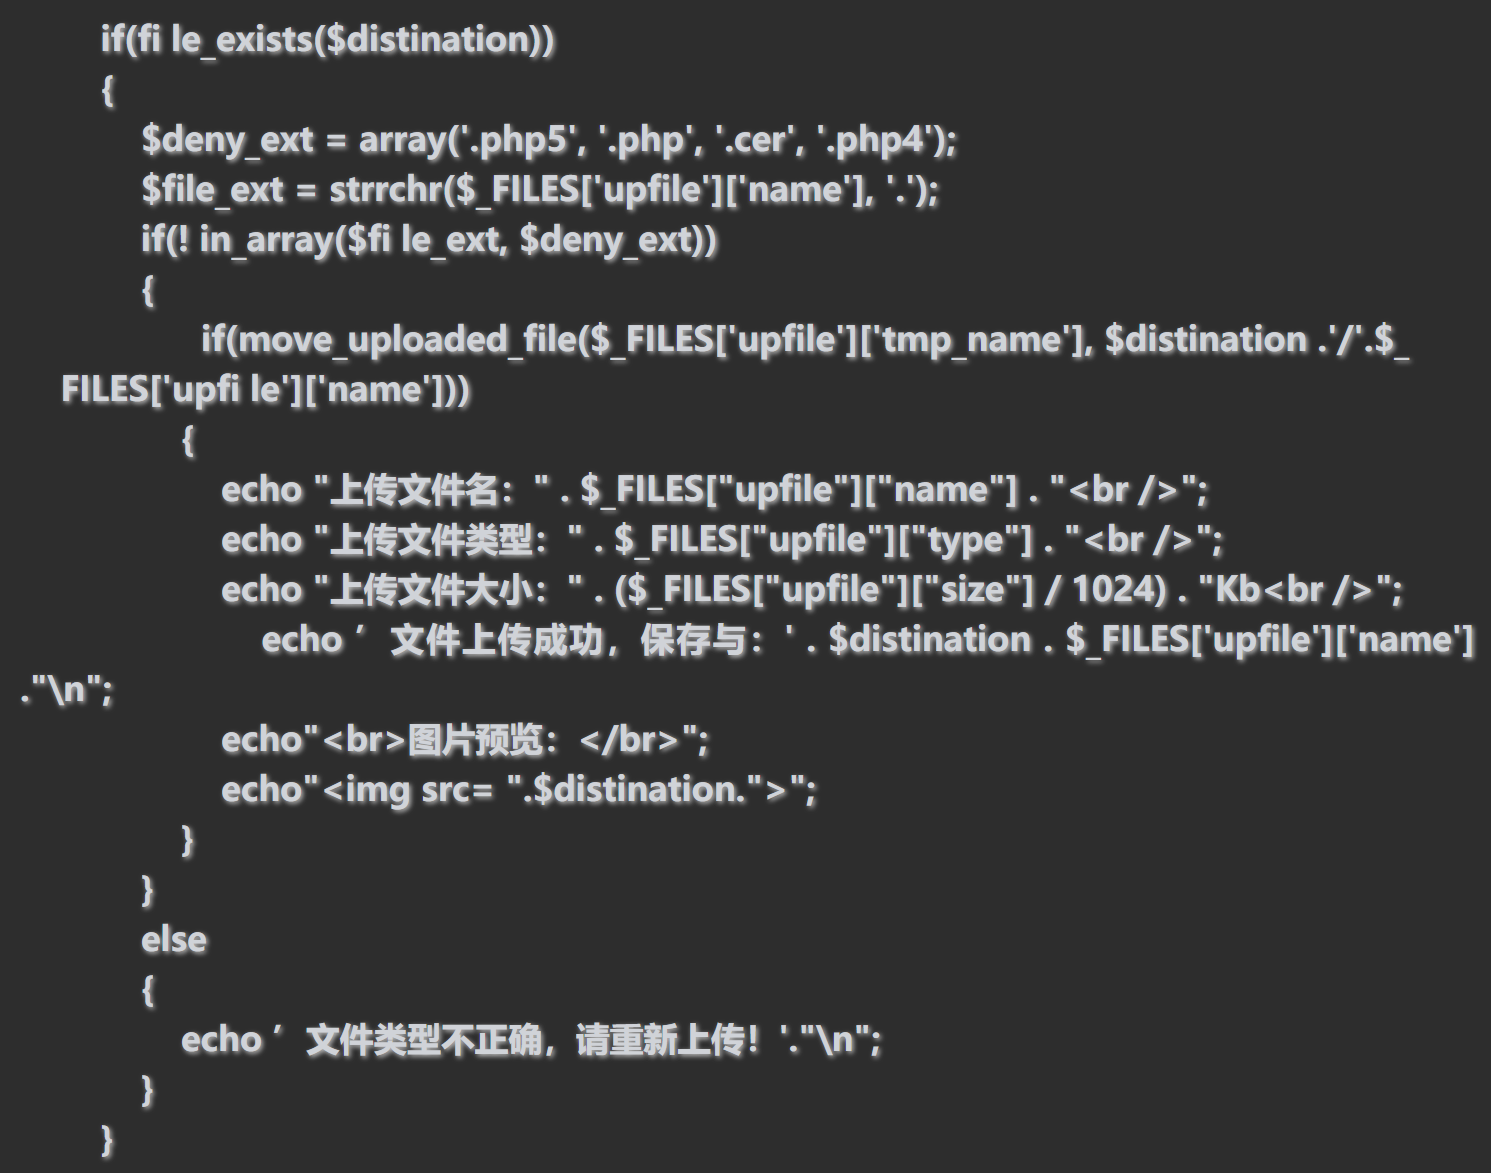 if(fi le_exists($distination))
{
$deny_ext = array('.php5', '.php', '.cer', '.php4');
$file_ext = strrchr($_FILES['upfile']['name'], '.');
if(! in_array($fi le_ext, $deny_ext))
{
if(move_uploaded_file($_FILES['upfile']['tmp_name'], $distination .'/'.$_
FILES['upfi le']['name']))
{
echo "上传文件名：" . $_FILES["upfile"]["name"] . "<br />";
echo "上传文件类型：" . $_FILES["upfile"]["type"] . "<br />";
echo "上传文件大小：" . ($_FILES["upfile"]["size"] / 1024) . "Kb<br />";
echo ′ 文件上传成功，保存与：' . $distination . $_FILES['upfile']['name']
."\n";
echo"<br>图片预览：</br>";
echo"<img src= ".$distination.">";
}
}
else
{
echo ′ 文件类型不正确，请重新上传！'."\n";
}
}